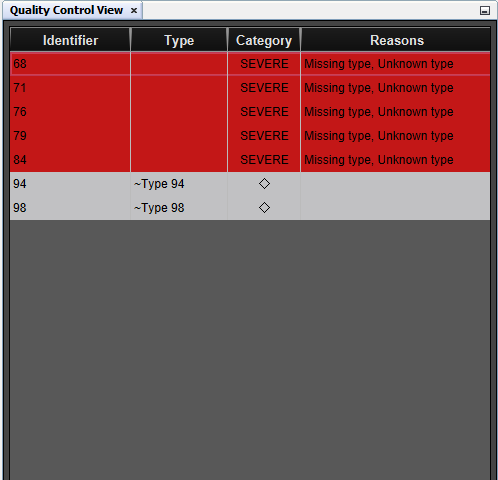 Quality Control View
Identifier Type Category Reasons
68 SEVERE Missing type, Unknown type
71 SEVERE Missing type, Unknown type
76 SEVERE Missing type, Unknown type
79 SEVERE Missing type, Unknown type
84 SEVERE Missing type, Unknown type
94 ~Type 94 ◇
98 ~Type 98 ◇